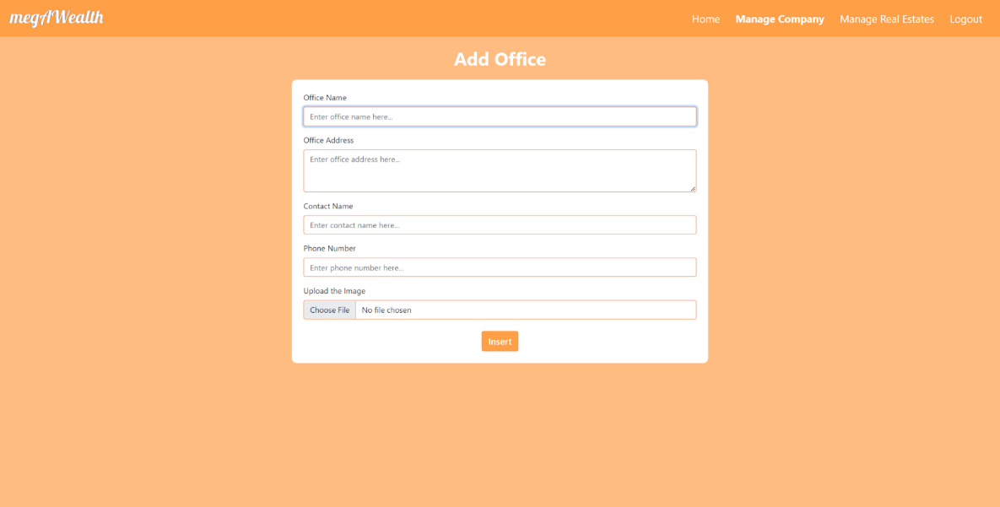 megAWealth
Home Manage Company Manage Real Estates Logout
Add Office
Office Name
Enter office name here...
Office Address
Enter office address here...
Contact Name
Enter contact name here...
Phone Number
Enter phone number here...
Upload the Image
Choose File No file chosen
Insert